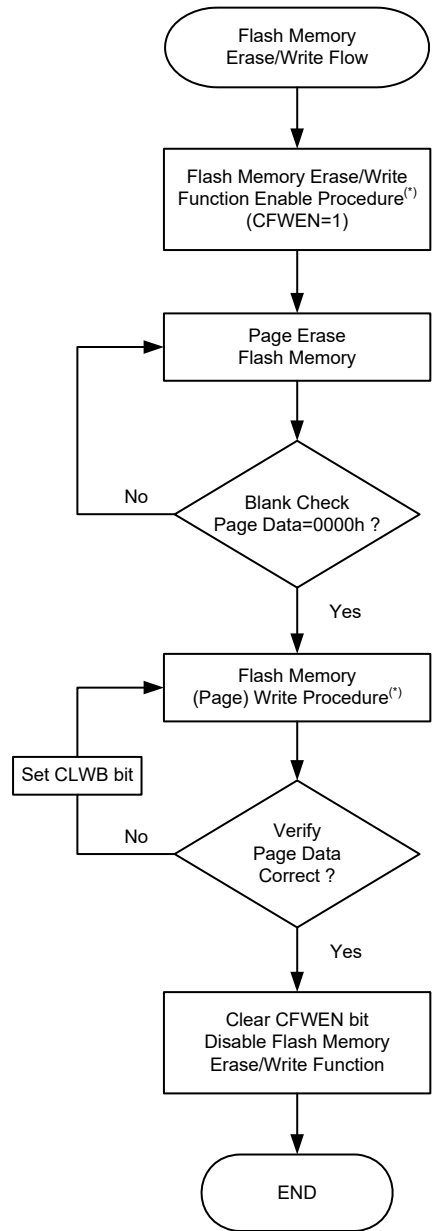 Flash Memory
Erase/Write Flow
Flash Memory Erase/Write
Function Enable Procedure(*)
(CFWEN=1)
Page Erase
Flash Memory
No
Blank Check
Page Data=0000h ?
Yes
Flash Memory
(Page) Write Procedure(*)
Set CLWB bit
No
Verify
Page Data
Correct ?
Yes
Clear CFWEN bit
Disable Flash Memory
Erase/Write Function
END